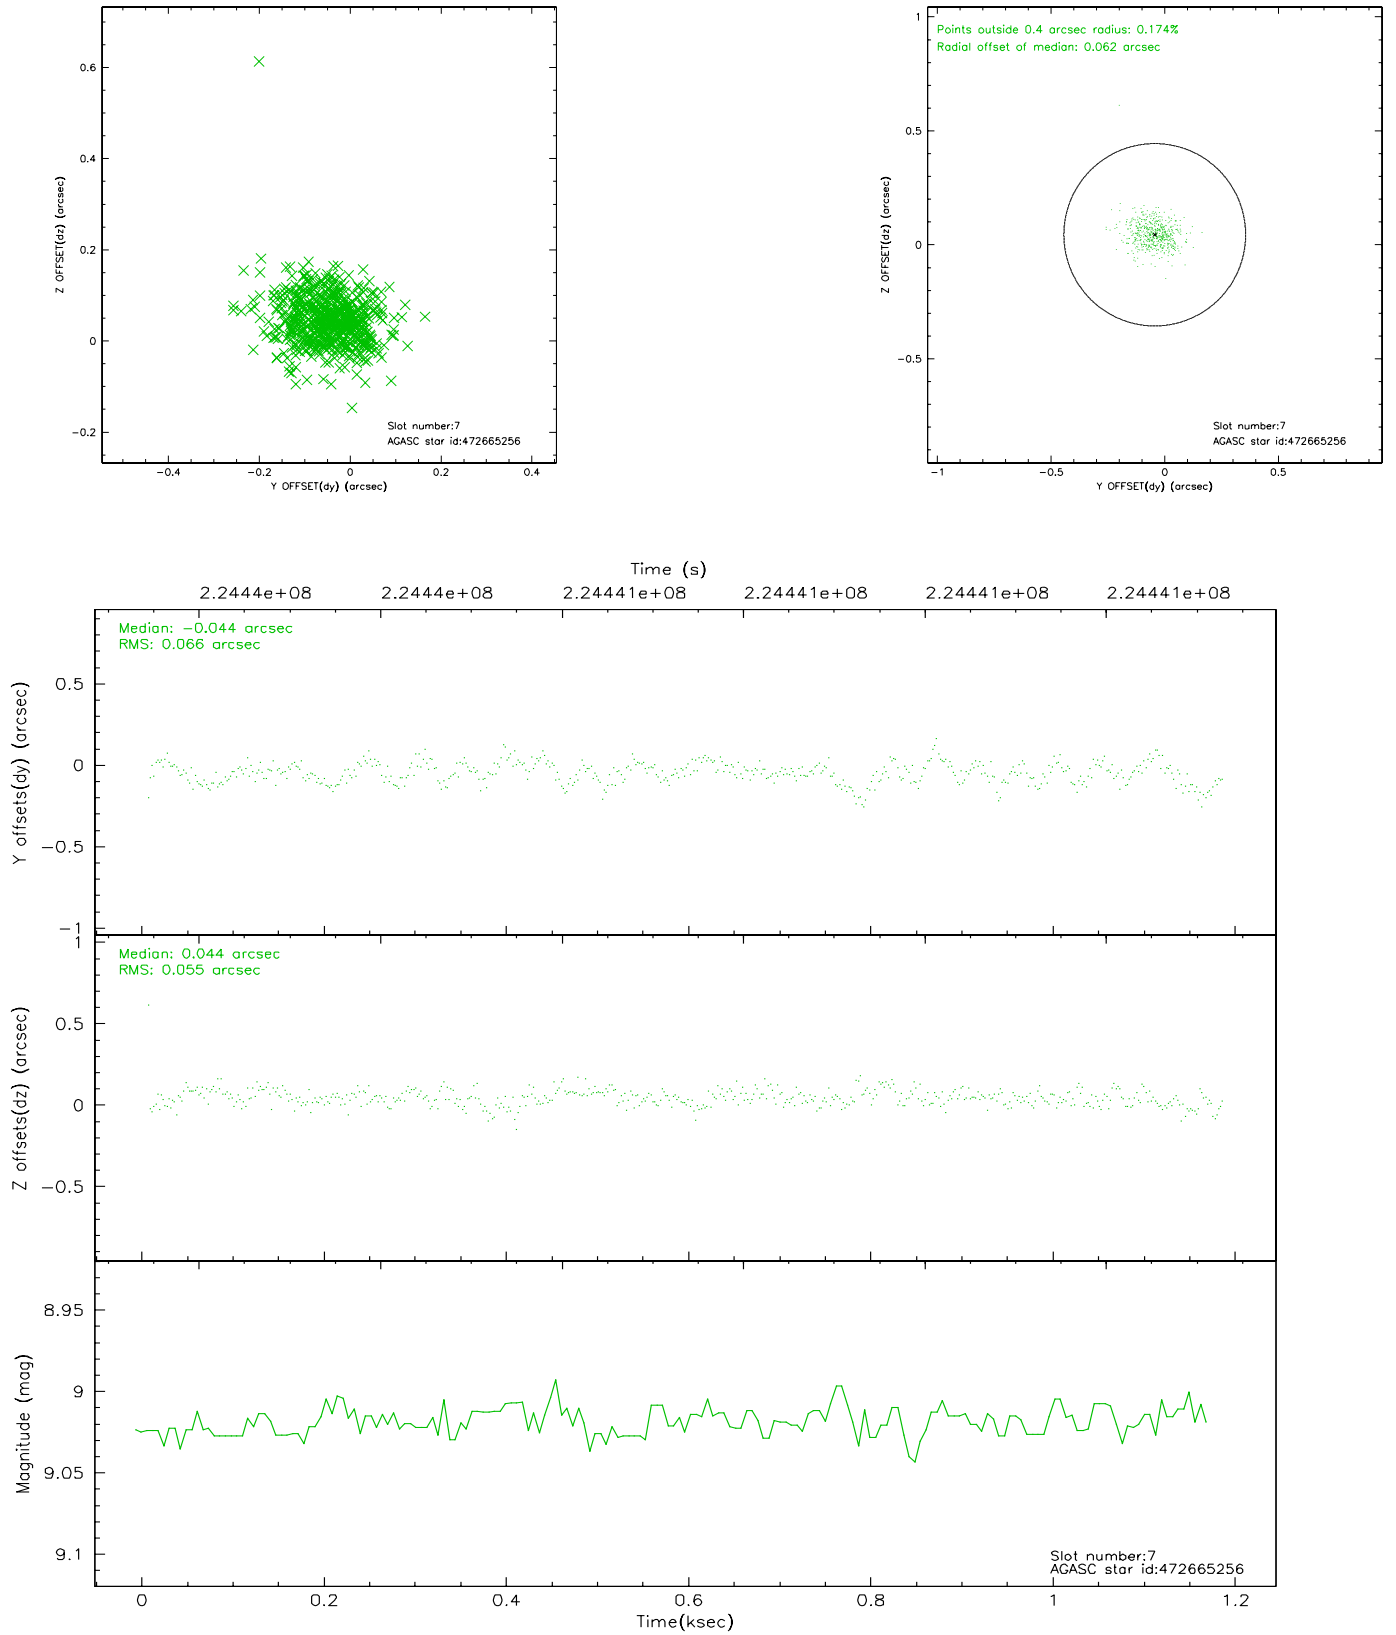 0.6
0.4
0.2
0
−0.2
Z OFFSET(dz) (arcsec)
Slot number:7
AGASC star id:472665256
−0.4 −0.2 0 0.2 0.4
Y OFFSET(dy) (arcsec)
Points outside 0.4 arcsec radius: 0.174%
Radial offset of median: 0.062 arcsec
1
0.5
0
−0.5
Z OFFSET(dz) (arcsec)
Slot number:7
AGASC star id:472665256
−1 −0.5 0 0.5
Y OFFSET(dy) (arcsec)
Time (s)
2.2444e+08 2.2444e+08 2.24441e+08 2.24441e+08 2.24441e+08 2.24441e+08
Median: −0.044 arcsec
RMS: 0.066 arcsec
0.5
0
−0.5
−1
Y offsets(dy) (arcsec)
Median: 0.044 arcsec
RMS: 0.055 arcsec
1
0.5
0
−0.5
Z offsets(dz) (arcsec)
8.95
9
9.05
9.1
Magnitude (mag)
Slot number:7
AGASC star id:472665256
0 0.2 0.4 0.6 0.8 1 1.2
Time(ksec)